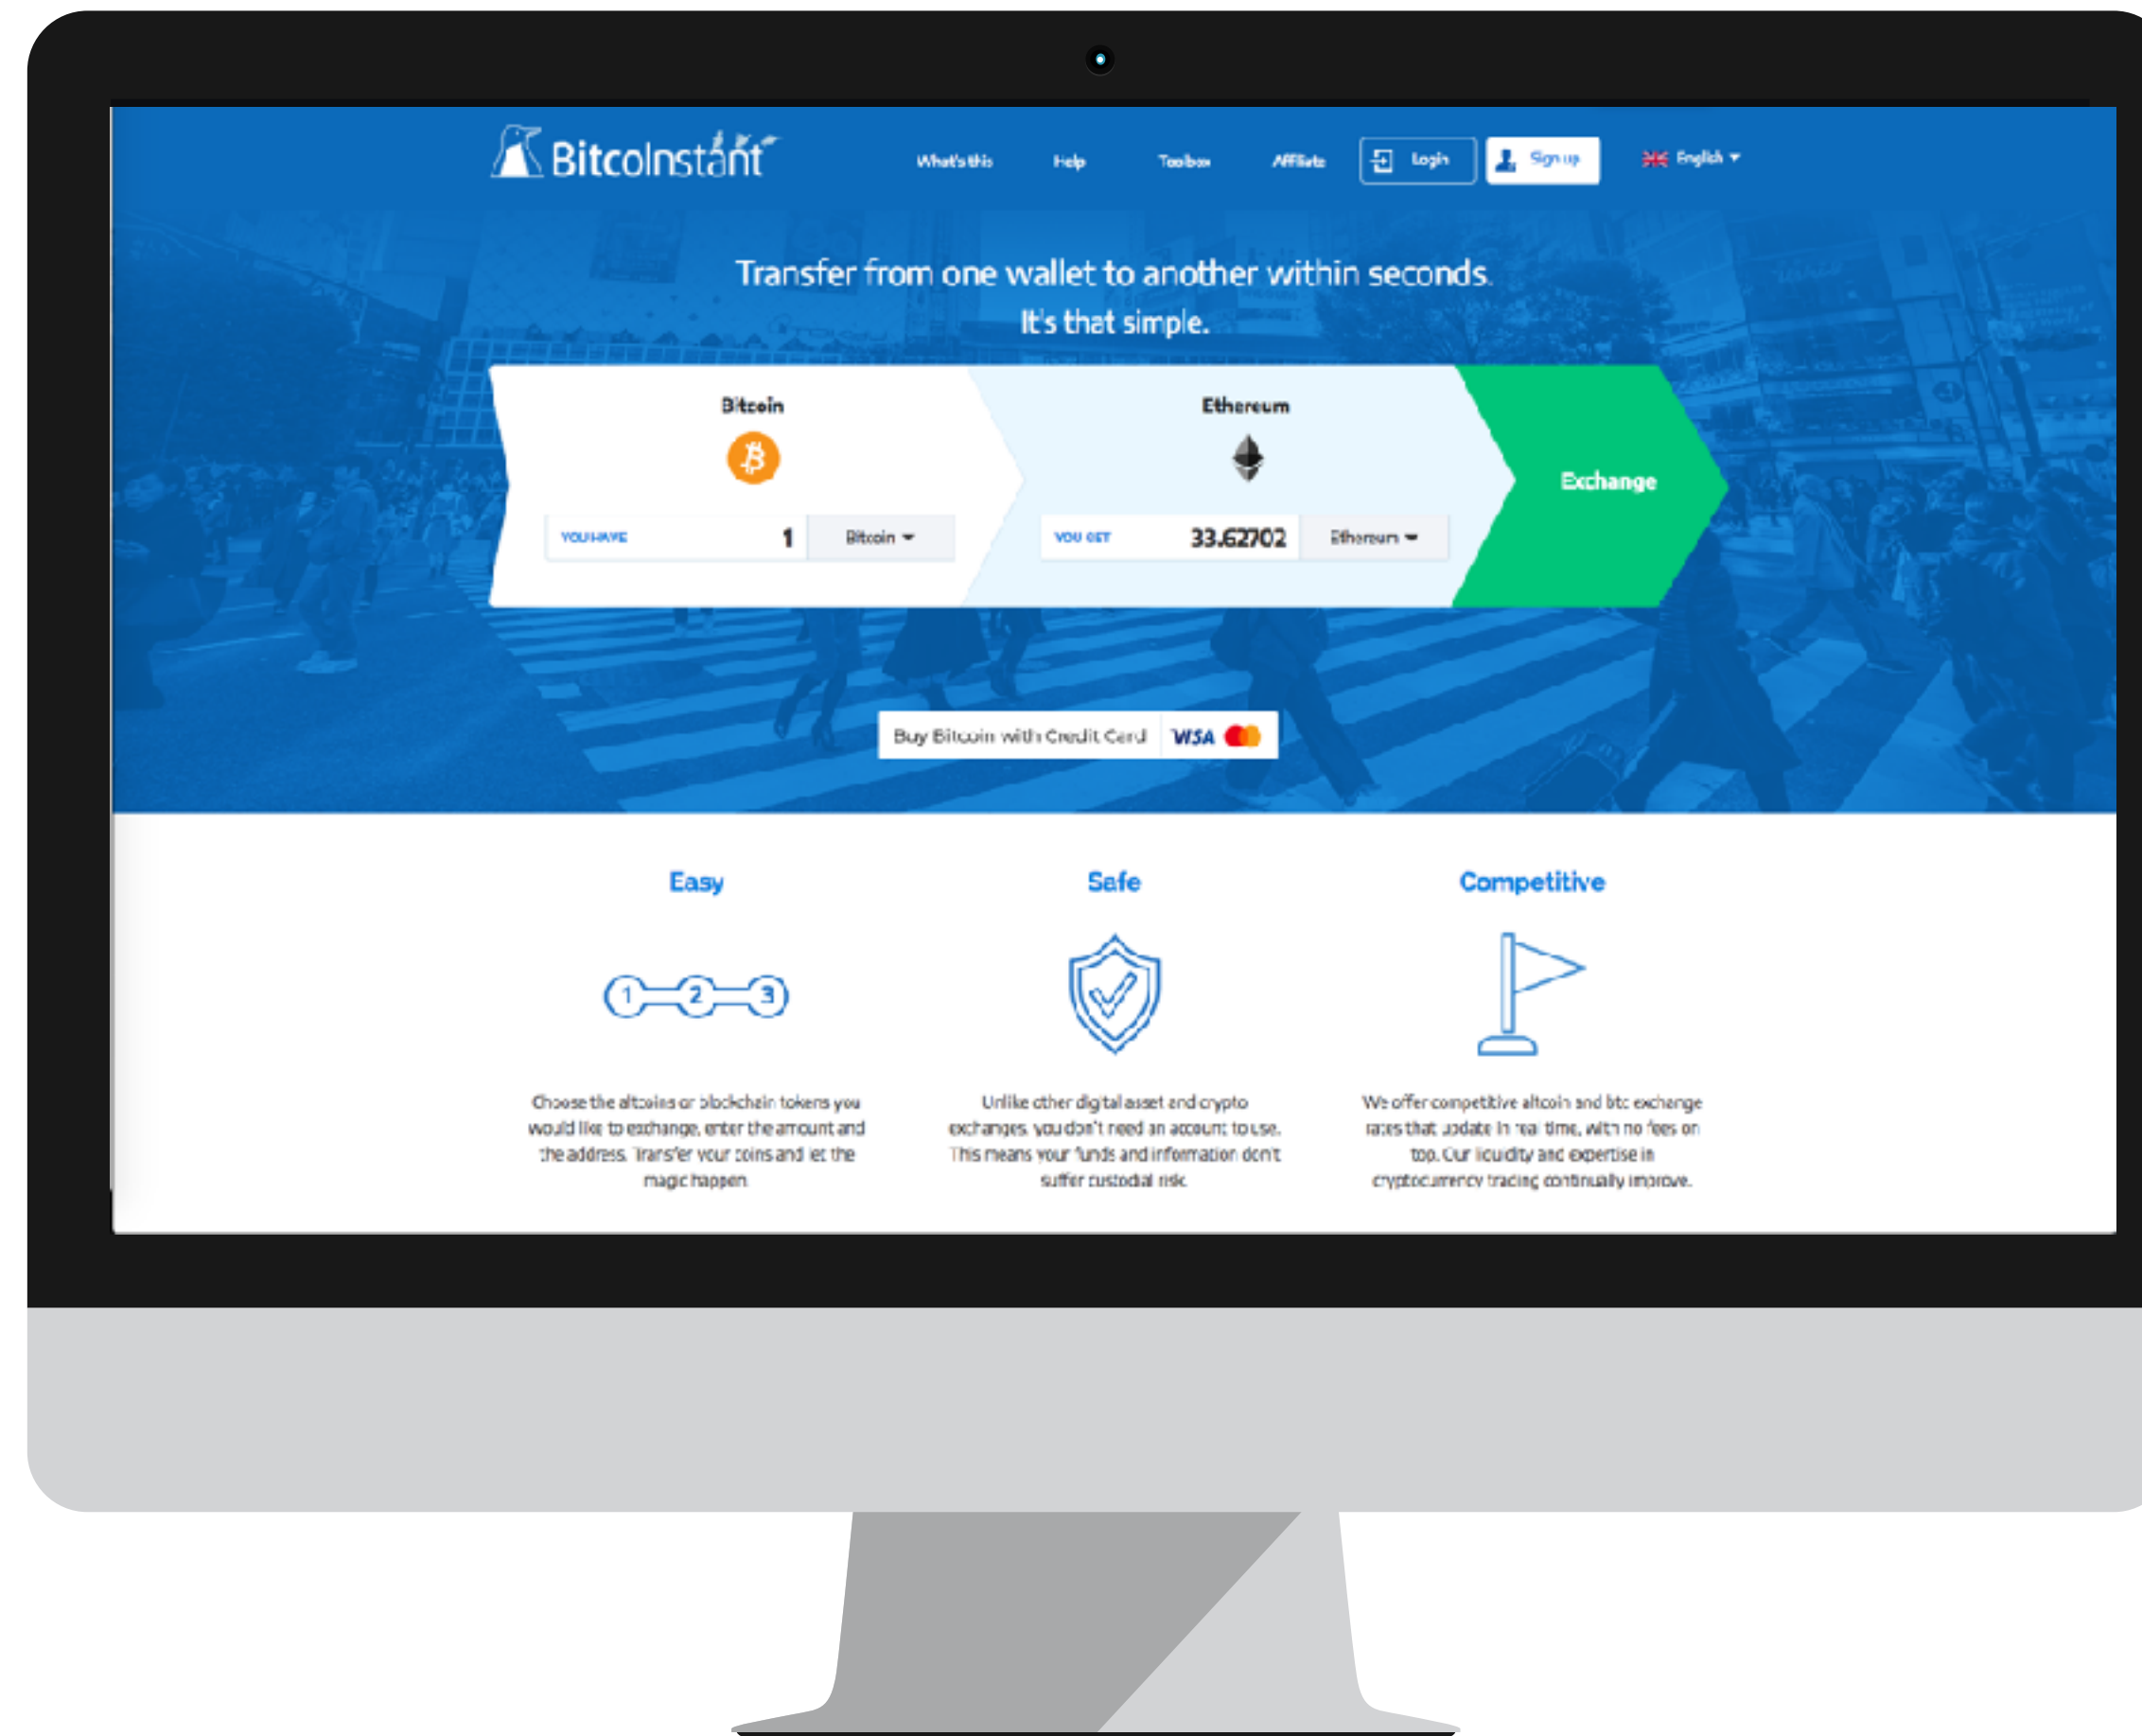 BitcoInstant
What's this
Help
Toolbox
Affiliate
Login
Sign up
English
Transfer from one wallet to another within seconds.
It's that simple.
Bitcoin
Ethereum
YOU HAVE
1
Bitcoin
YOU GET
33.62702
Ethereum
Exchange
Buy Bitcoin with Credit Card
VISA
Easy
Safe
Competitive
1 2 3
Choose the altcoins or blockchain tokens you
would like to exchange, enter the amount and
the address. Transfer your coins and let the
magic happen.
Unlike other digital asset and crypto
exchanges, you don't need an account to use.
This means your funds and information don't
suffer custodial risk.
We offer competitive altcoin and btc exchange
rates that update in real time, with no fees on
top. Our liquidity and expertise in
cryptocurrency trading continually improve.